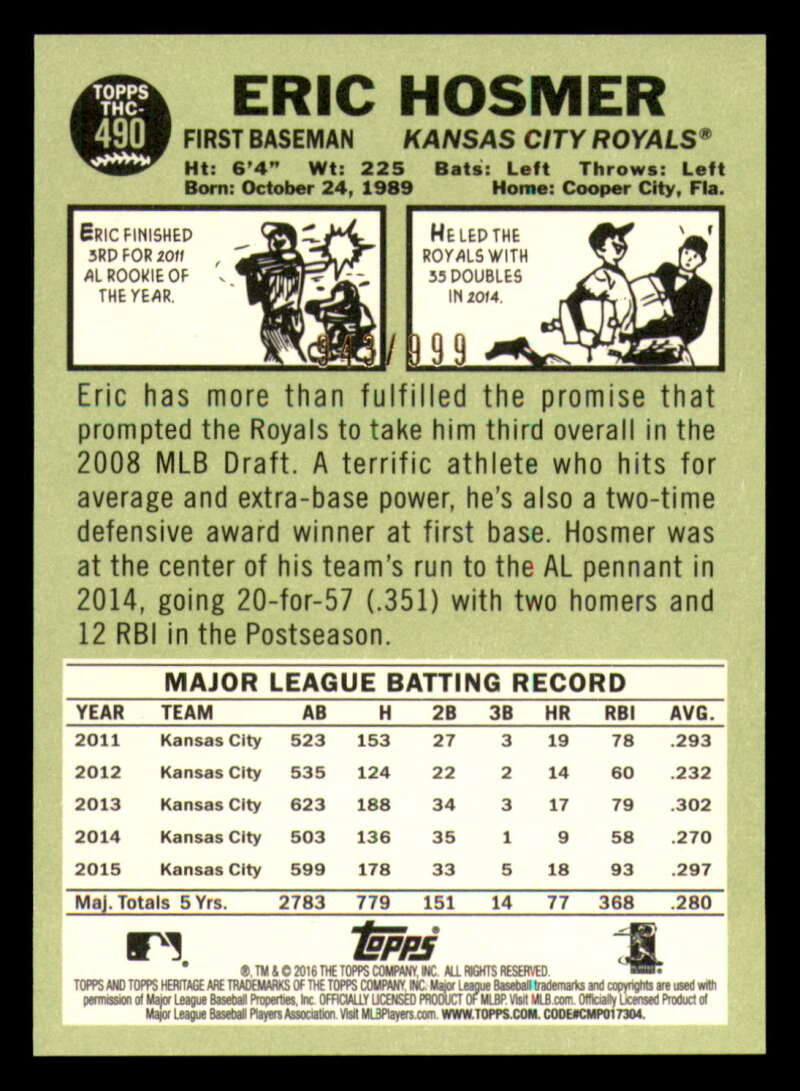 TOPPS
THC-
490
ERIC HOSMER
FIRST BASEMAN KANSAS CITY ROYALS®
Ht: 6'4" Wt: 225 Bats: Left Throws: Left
Born: October 24, 1989 Home: Cooper City, Fla.
ERIC FINISHED
3RD FOR 2011
AL ROOKIE OF
THE YEAR.
HE LED THE
ROYALS WITH
35 DOUBLES
IN 2014.
943/999
Eric has more than fulfilled the promise that
prompted the Royals to take him third overall in the
2008 MLB Draft. A terrific athlete who hits for
average and extra-base power, he's also a two-time
defensive award winner at first base. Hosmer was
at the center of his team's run to the AL pennant in
2014, going 20-for-57 (.351) with two homers and
12 RBI in the Postseason.
MAJOR LEAGUE BATTING RECORD
YEAR TEAM AB H 2B 3B HR RBI AVG.
2011 Kansas City 523 153 27 3 19 78 .293
2012 Kansas City 535 124 22 2 14 60 .232
2013 Kansas City 623 188 34 3 17 79 .302
2014 Kansas City 503 136 35 1 9 58 .270
2015 Kansas City 599 178 33 5 18 93 .297
Maj. Totals 5 Yrs. 2783 779 151 14 77 368 .280
Topps®
®, TM & © 2016 THE TOPPS COMPANY, INC. ALL RIGHTS RESERVED.
TOPPS AND TOPPS HERITAGE ARE TRADEMARKS OF THE TOPPS COMPANY, INC. Major League Baseball trademarks and copyrights are used with
permission of Major League Baseball Properties, Inc. OFFICIALLY LICENSED PRODUCT OF MLBP. Visit MLB.com. Officially Licensed Product of
Major League Baseball Players Association. Visit MLBPlayers.com. WWW.TOPPS.COM. CODE#CMP017304.